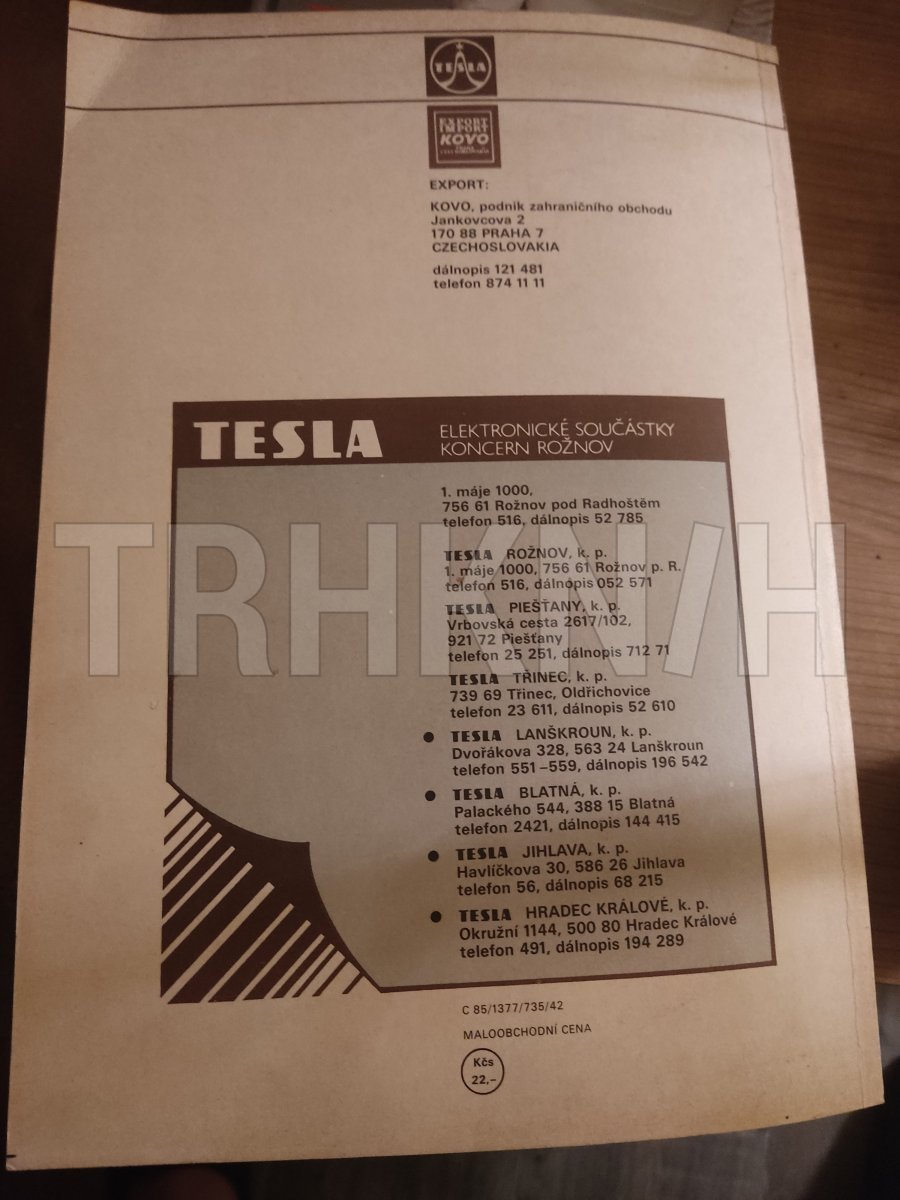 TESLA
EXPORT
IMPORT
KOVO
PRAHA
EXPORT:
KOVO, podnik zahraničního obchodu
Jankovcova 2
170 88 PRAHA 7
CZECHOSLOVAKIA
dálnopis 121 481
telefon 874 11 11
TESLA ELEKTRONICKÉ SOUČÁSTKY
KONCERN ROŽNOV
1. máje 1000,
756 61 Rožnov pod Radhoštěm
telefon 516, dálnopis 52 785
TESLA ROŽNOV, k. p.
1. máje 1000, 756 61 Rožnov p. R.
telefon 516, dálnopis 052 571
TESLA PIEŠŤANY, k. p.
Vrbovská cesta 2617/102,
921 72 Piešťany
telefon 25 251, dálnopis 712 71
TESLA TŘINEC, k. p.
739 69 Třinec, Oldřichovice
telefon 23 611, dálnopis 52 610
● TESLA LANŠKROUN, k. p.
Dvořákova 328, 563 24 Lanškroun
telefon 551–559, dálnopis 196 542
● TESLA BLATNÁ, k. p.
Palackého 544, 388 15 Blatná
telefon 2421, dálnopis 144 415
● TESLA JIHLAVA, k. p.
Havlíčkova 30, 586 26 Jihlava
telefon 56, dálnopis 68 215
● TESLA HRADEC KRÁLOVÉ, k. p.
Okružní 1144, 500 80 Hradec Králové
telefon 491, dálnopis 194 289
C 85/1377/735/42
MALOOBCHODNÍ CENA
Kčs
22,–
TRHKNIH